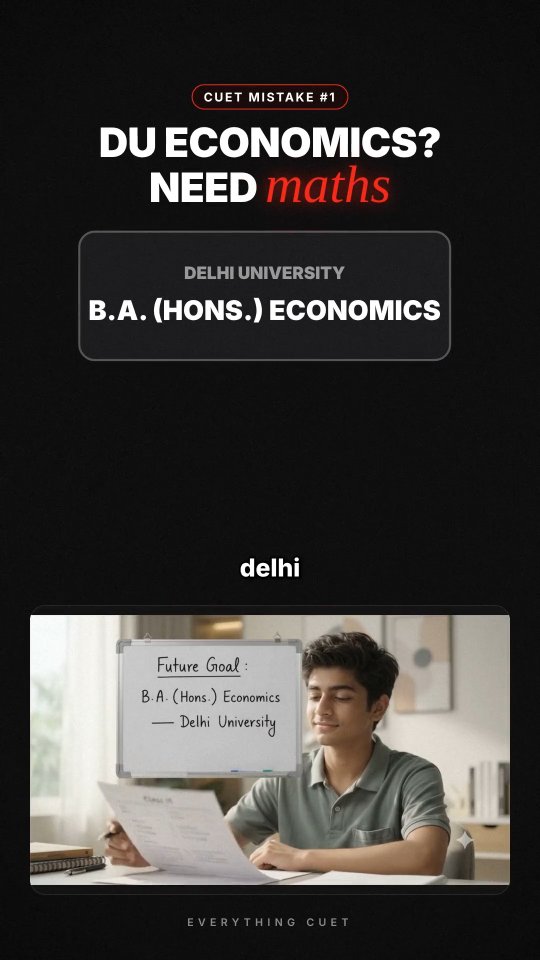 CUET MISTAKE #1
DU ECONOMICS?
NEED maths
DELHI UNIVERSITY
B.A. (HONS.) ECONOMICS
delhi
Future Goal :
B.A. (Hons.) Economics
— Delhi University
EVERYTHING CUET